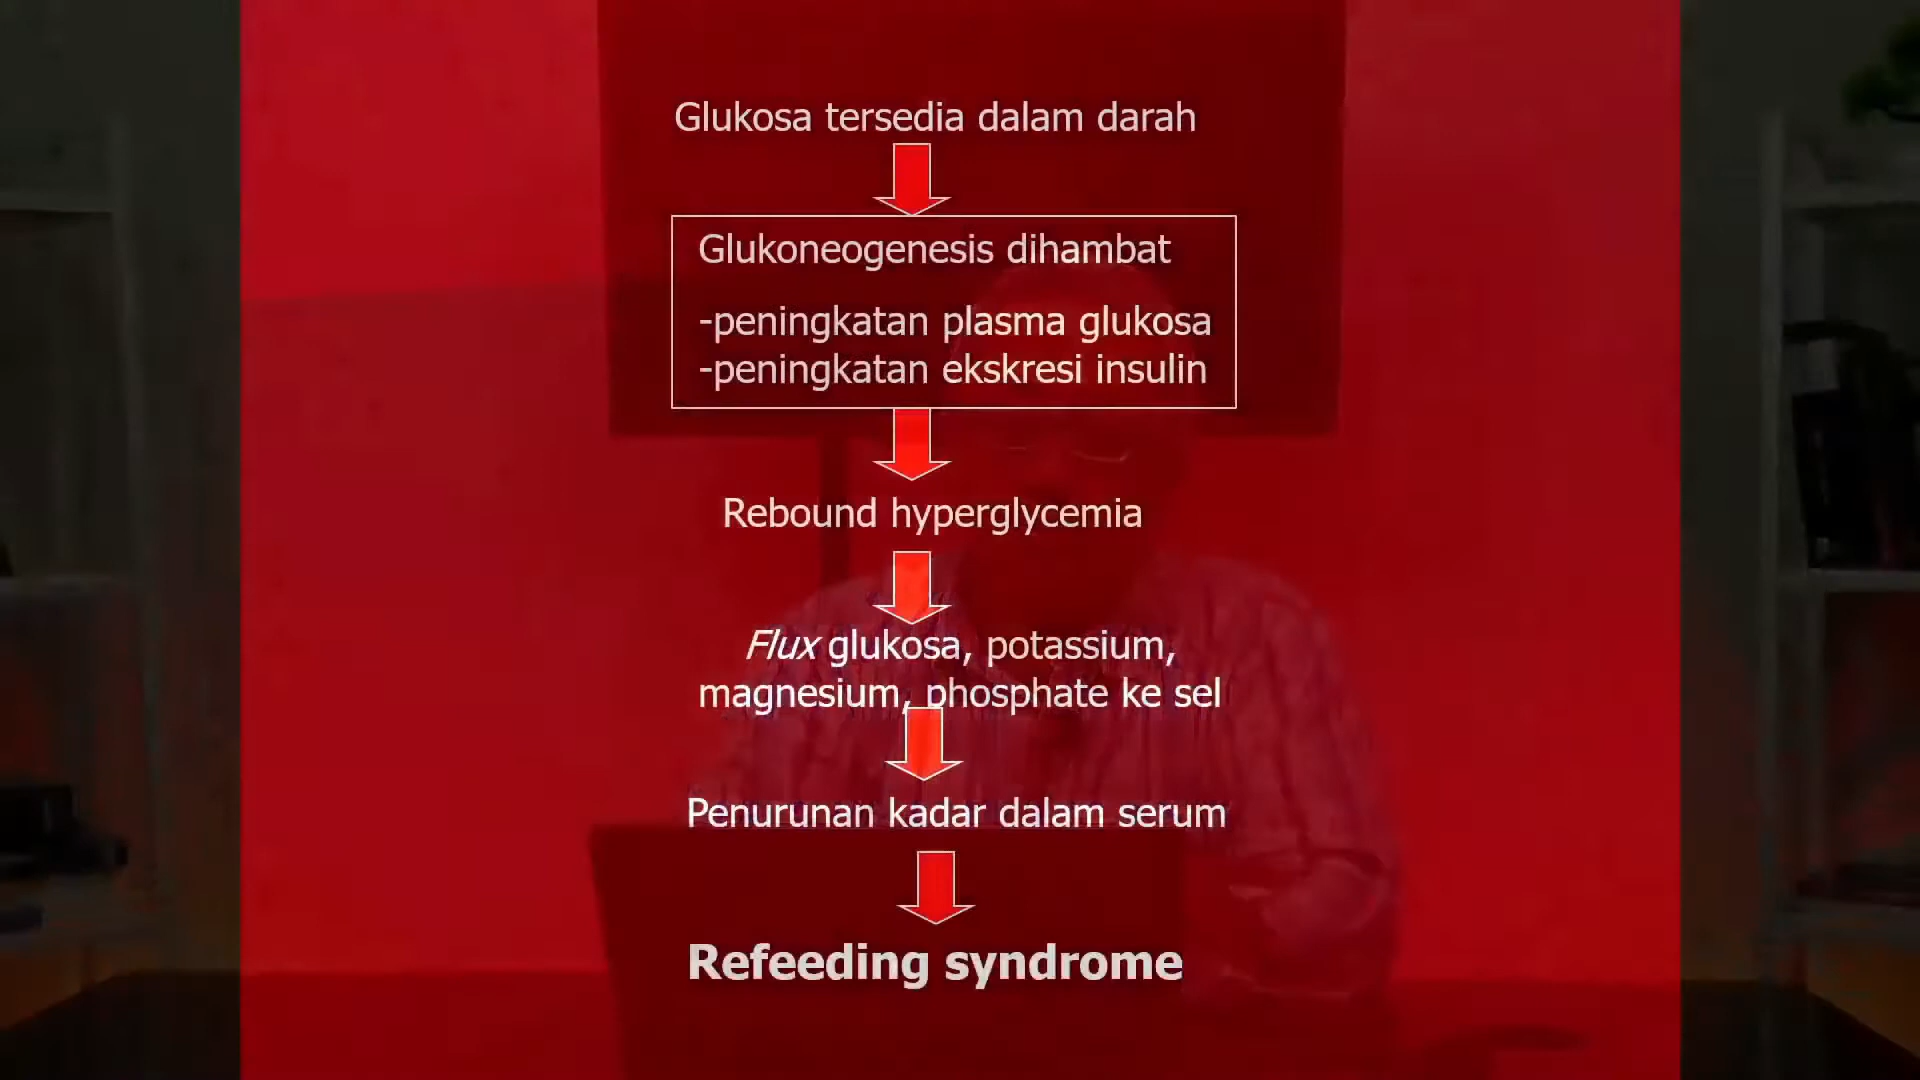 Glukosa tersedia dalam darah
Glukoneogenesis dihambat
-peningkatan plasma glukosa
-peningkatan ekskresi insulin
Rebound hyperglycemia
Flux glukosa, potassium,
magnesium, phosphate ke sel
Penurunan kadar dalam serum
Refeeding syndrome